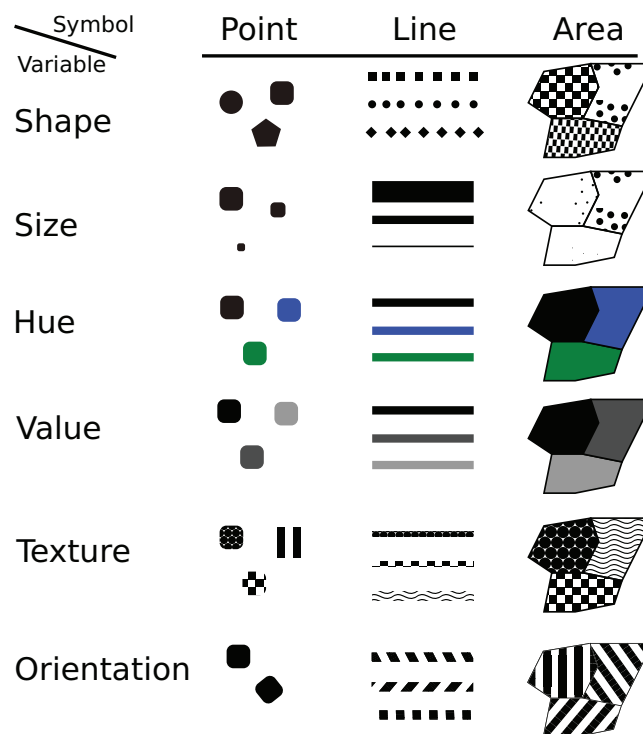 Symbol
Variable
Point Line Area
Shape
Size
Hue
Value
Texture
Orientation